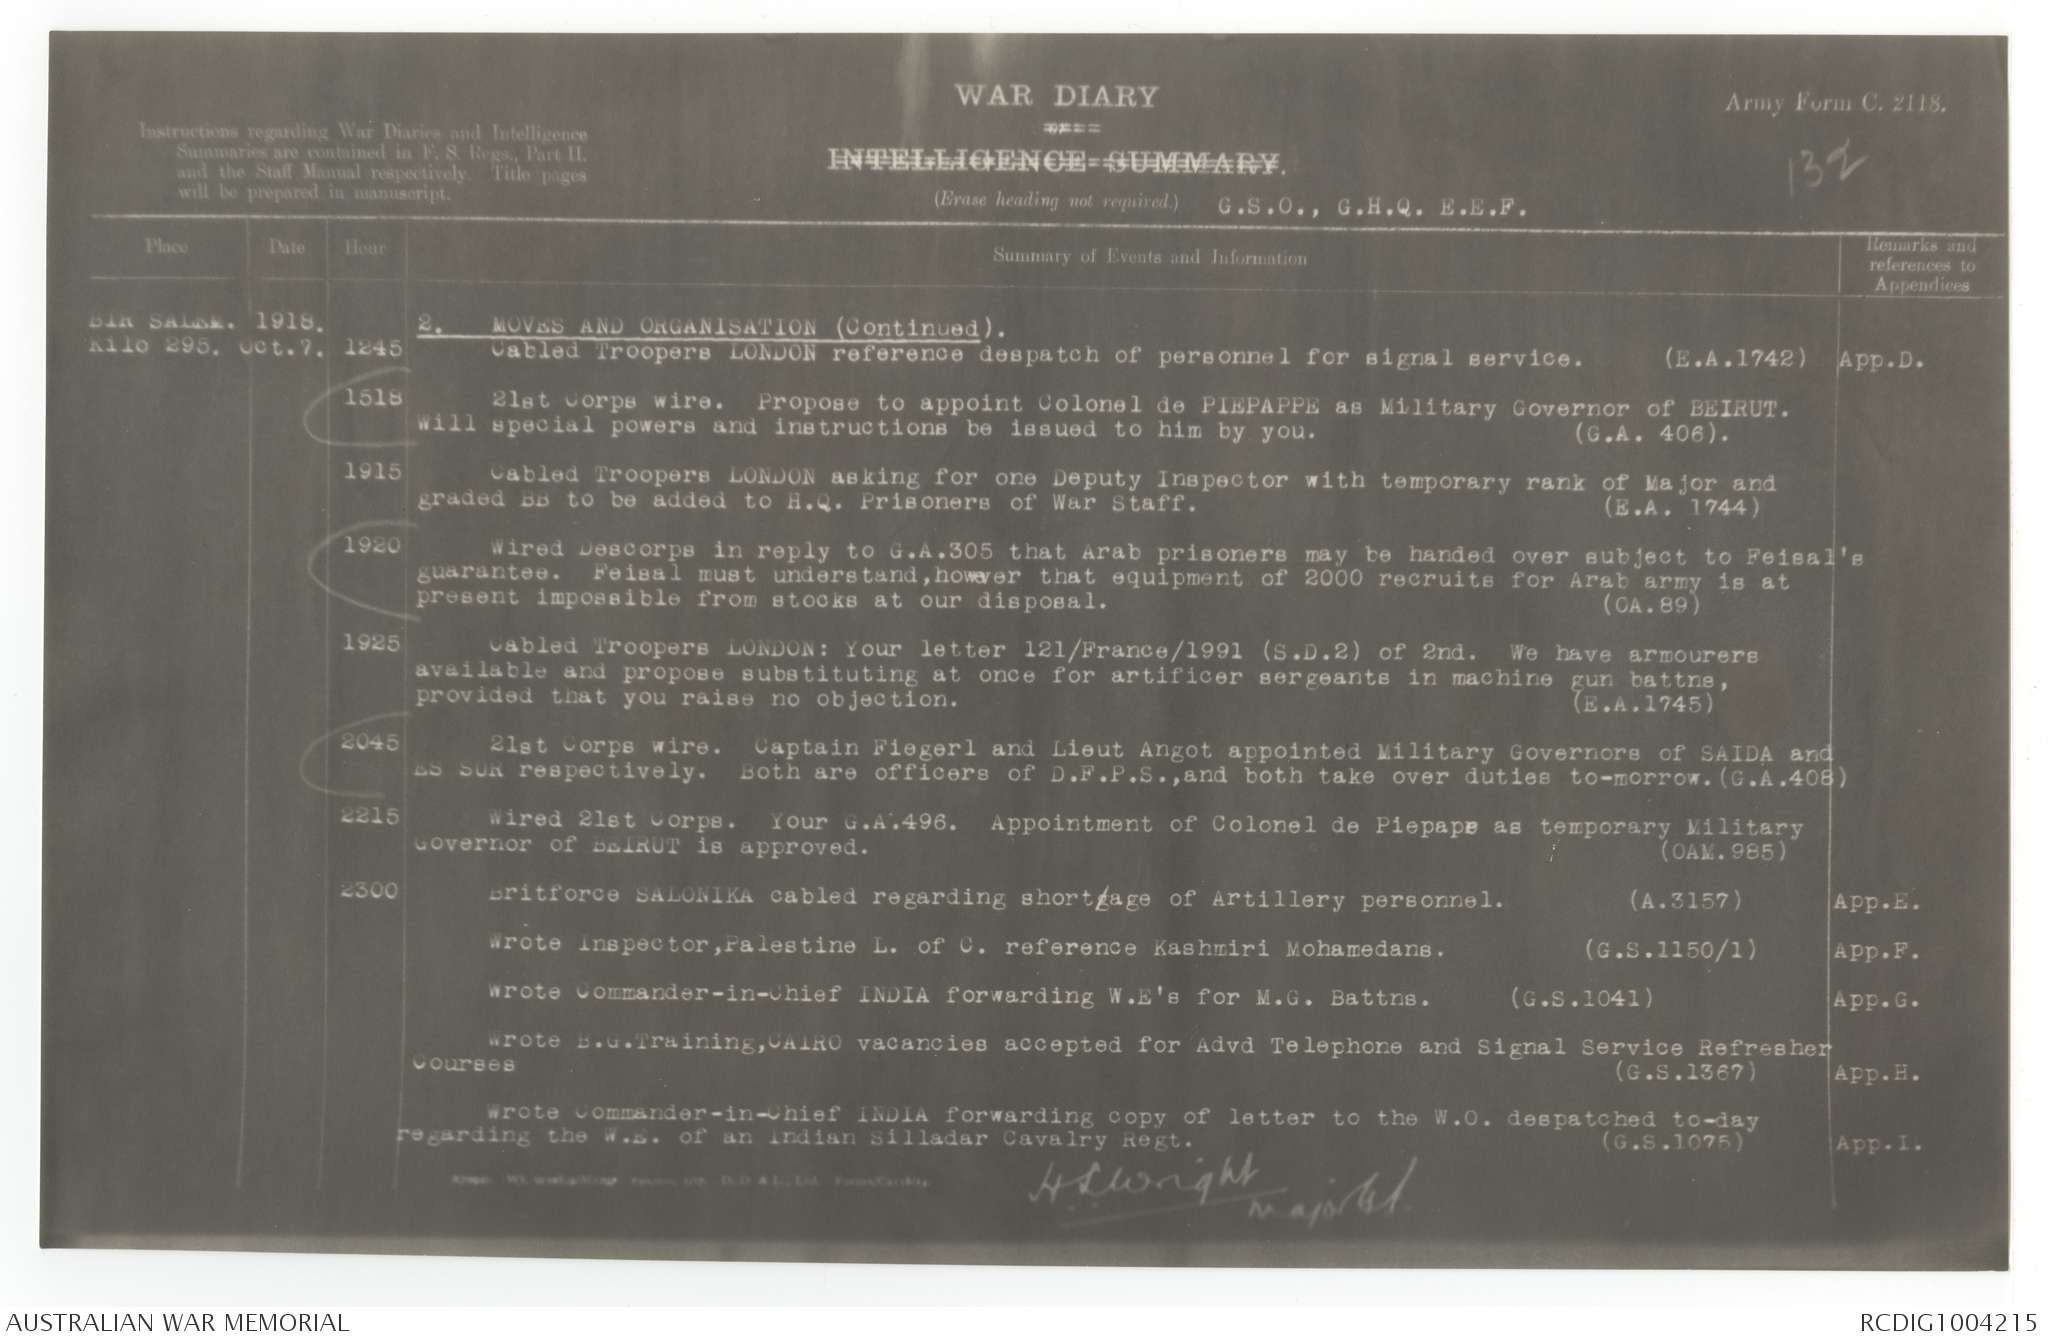 WAR DIARY
Army Form C. 2118.
or
INTELLIGENCE SUMMARY.
132
Instructions regarding War Diaries and Intelligence
Summaries are contained in F. S. Regs., Part II.
and the Staff Manual respectively. Title pages
will be prepared in manuscript.
(Erase heading not required.) G.S.O., G.H.Q. E.E.F.
Place Date Hour Summary of Events and Information Remarks and
references to
Appendices
BIR SALEM. 1918. 2. MOVES AND ORGANISATION (Continued).
Kilo 295. Oct.7. 1245 Cabled Troopers LONDON reference despatch of personnel for signal service. (E.A.1742) App.D.
1518 21st Corps wire. Propose to appoint Colonel de PIEPAPPE as Military Governor of BEIRUT.
Will special powers and instructions be issued to him by you. (G.A. 406).
1915 Cabled Troopers LONDON asking for one Deputy Inspector with temporary rank of Major and
graded BB to be added to H.Q. Prisoners of War Staff. (E.A. 1744)
1920 Wired Descorps in reply to G.A.305 that Arab prisoners may be handed over subject to Feisal's
guarantee. Feisal must understand,however that equipment of 2000 recruits for Arab army is at
present impossible from stocks at our disposal. (OA.89)
1925 Cabled Troopers LONDON: Your letter 121/France/1991 (S.D.2) of 2nd. We have armourers
available and propose substituting at once for artificer sergeants in machine gun battns,
provided that you raise no objection. (E.A.1745)
2045 21st Corps wire. Captain Fiegerl and Lieut Angot appointed Military Governors of SAIDA and
ES SUR respectively. Both are officers of D.F.P.S.,and both take over duties to-morrow.(G.A.408)
2215 Wired 21st Corps. Your G.A.496. Appointment of Colonel de Piepape as temporary Military
Governor of BEIRUT is approved. (OAM.985)
2300 Britforce SALONIKA cabled regarding shortage of Artillery personnel. (A.3157) App.E.
Wrote Inspector,Palestine L. of C. reference Kashmiri Mohamedans. (G.S.1150/1) App.F.
Wrote Commander-in-Chief INDIA forwarding W.E's for M.G. Battns. (G.S.1041) App.G.
Wrote B.G.Training,CAIRO vacancies accepted for Advd Telephone and Signal Service Refresher
Courses (G.S.1367) App.H.
Wrote Commander-in-Chief INDIA forwarding copy of letter to the W.O. despatched to-day
regarding the W.E. of an Indian Silladar Cavalry Regt. (G.S.1075) App.I.
D. D. & L., Ltd.
Wright
Major
AUSTRALIAN WAR MEMORIAL
RCDIG1004215